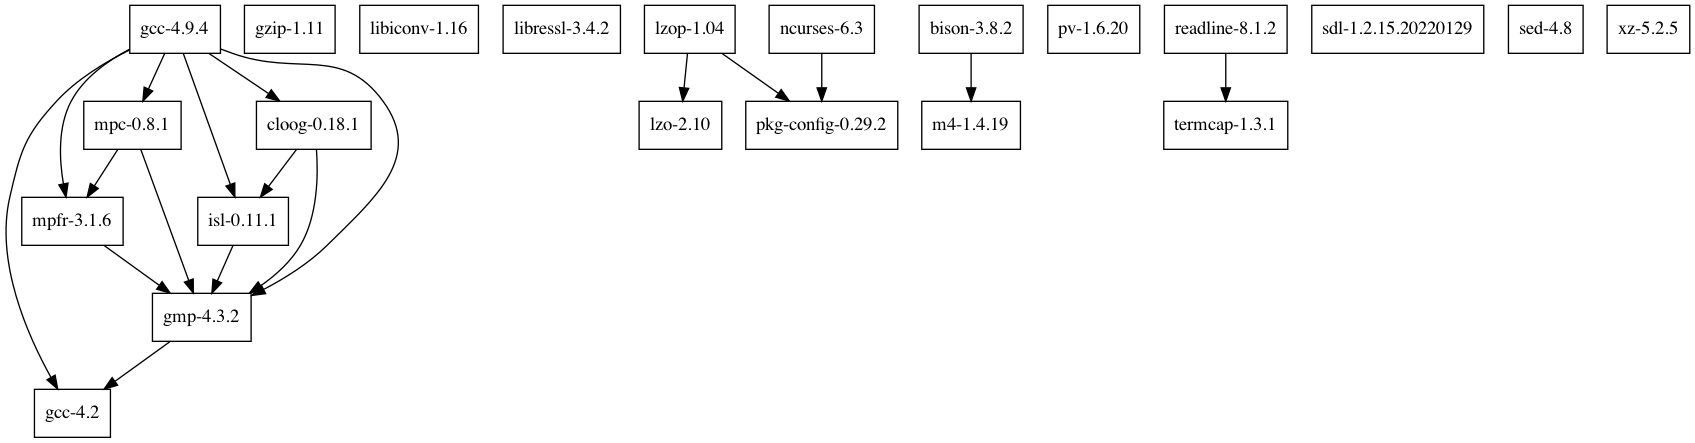 gcc-4.9.4
gzip-1.11
libiconv-1.16
libressl-3.4.2
lzop-1.04
ncurses-6.3
bison-3.8.2
pv-1.6.20
readline-8.1.2
sdl-1.2.15.20220129
sed-4.8
xz-5.2.5
mpc-0.8.1
cloog-0.18.1
lzo-2.10
pkg-config-0.29.2
m4-1.4.19
termcap-1.3.1
mpfr-3.1.6
isl-0.11.1
gmp-4.3.2
gcc-4.2